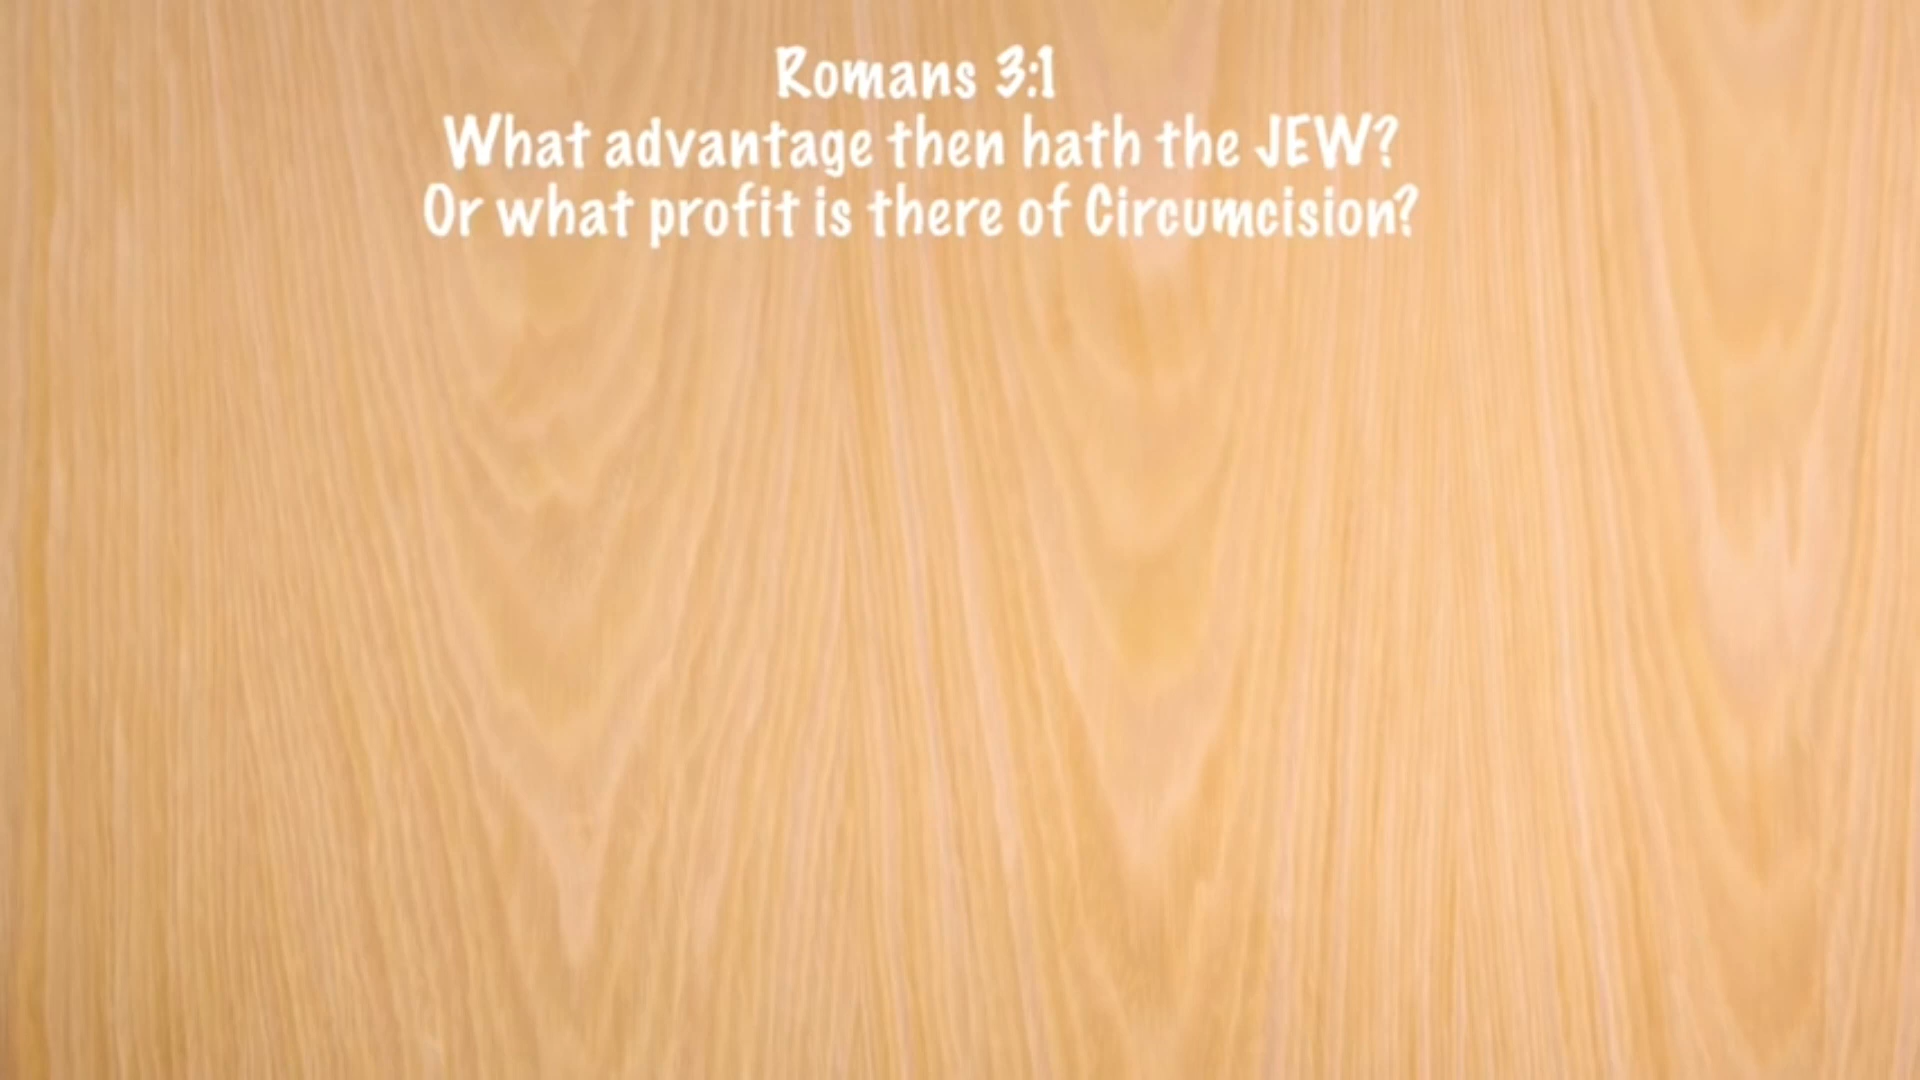 Romans 3:1
What advantage then hath the JEW?
Or what profit is there of Circumcision?